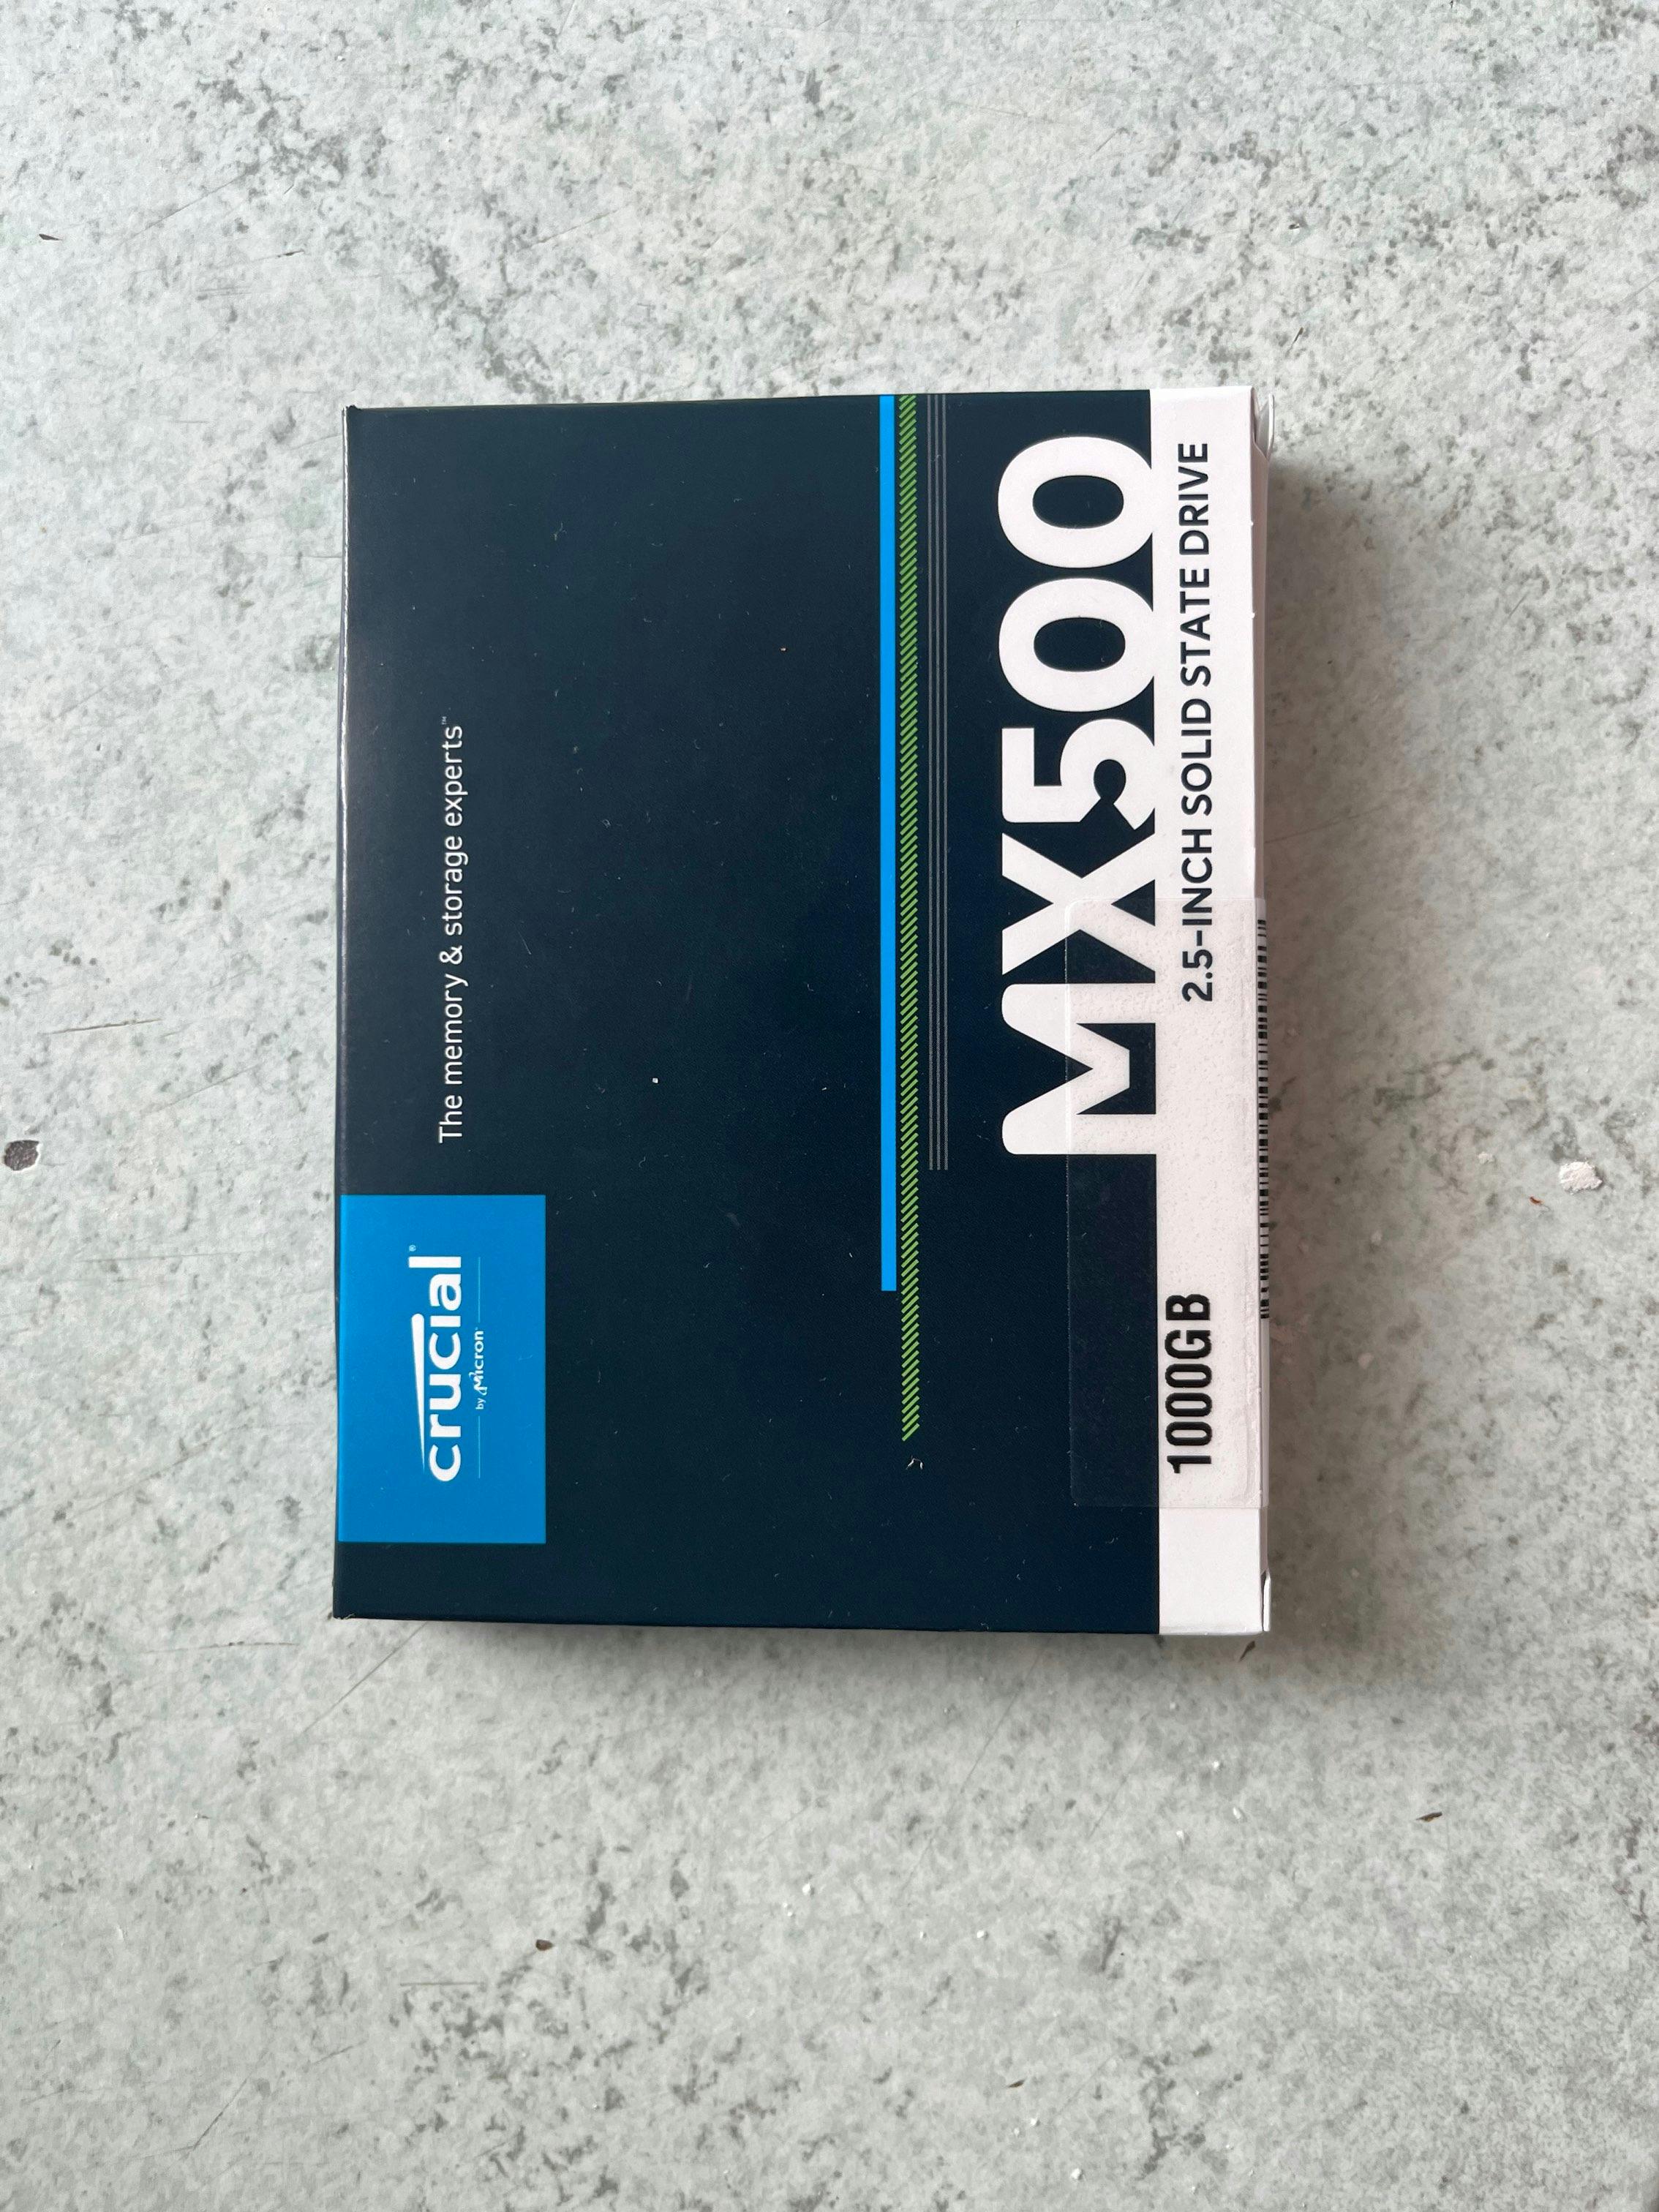 crucial®
by Micron®
The memory & storage experts™
MX500
1000GB
2.5-INCH SOLID STATE DRIVE